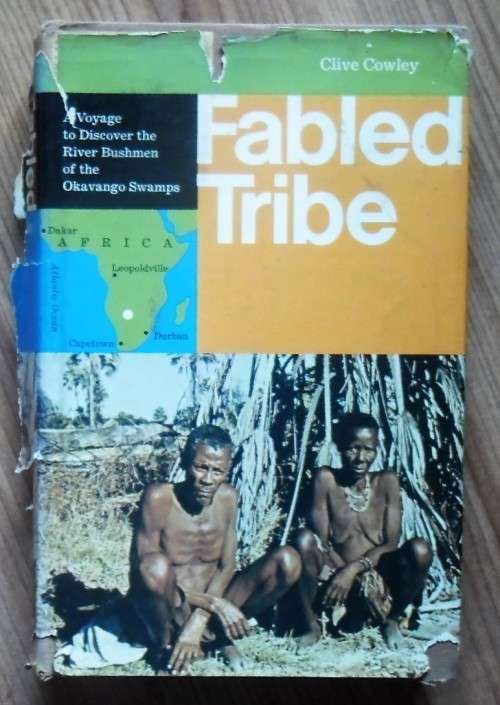 Clive Cowley
A Voyage
to Discover the
River Bushmen
of the
Okavango Swamps
Fabled
Tribe
Dakar
AFRICA
Leopoldville
Atlantic Ocean
Durban
Capetown